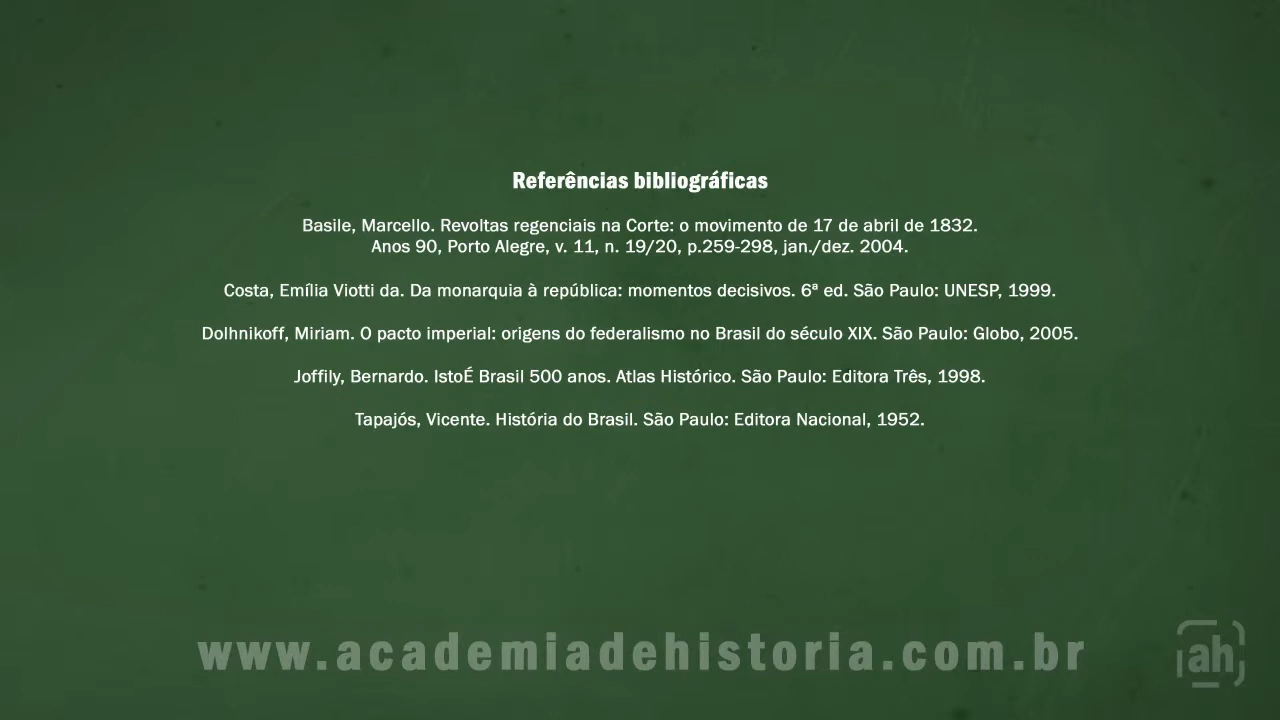 Referências bibliográficas
Basile, Marcello. Revoltas regenciais na Corte: o movimento de 17 de abril de 1832.
Anos 90, Porto Alegre, v. 11, n. 19/20, p.259-298, jan./dez. 2004.
Costa, Emília Viotti da. Da monarquia à república: momentos decisivos. 6ª ed. São Paulo: UNESP, 1999.
Dolhnikoff, Miriam. O pacto imperial: origens do federalismo no Brasil do século XIX. São Paulo: Globo, 2005.
Joffily, Bernardo. IstoÉ Brasil 500 anos. Atlas Histórico. São Paulo: Editora Três, 1998.
Tapajós, Vicente. História do Brasil. São Paulo: Editora Nacional, 1952.
www.academiadehistoria.com.br
ah